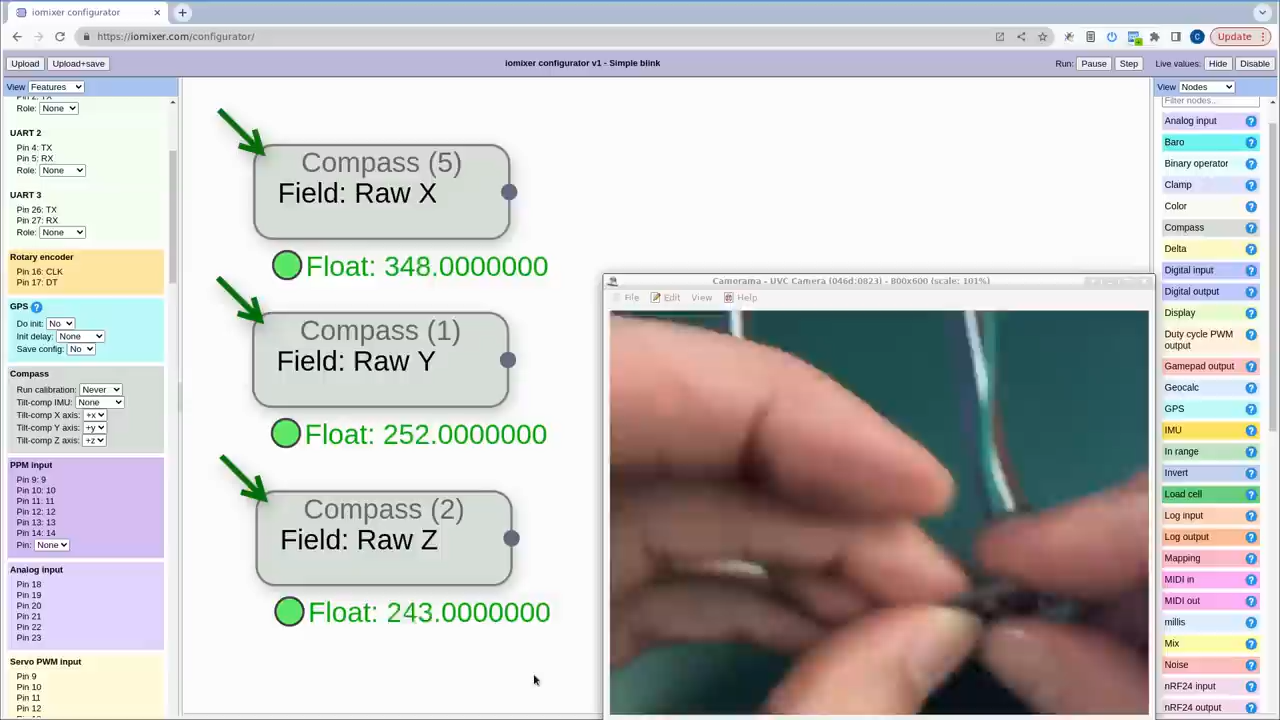 iomixer configurator
https://iomixer.com/configurator/
Update
Upload
Upload+save
iomixer configurator v1 - Simple blink
Run:
Pause
Step
Live values:
Hide
Disable
View
Features
Role:
None
UART 2
Pin 4: TX
Pin 5: RX
Role:
None
UART 3
Pin 26: TX
Pin 27: RX
Role:
None
Rotary encoder
Pin 16: CLK
Pin 17: DT
GPS ?
Do init: No
Init delay: None
Save config: No
Compass
Run calibration: Never
Tilt-comp IMU: None
Tilt-comp X axis: +x
Tilt-comp Y axis: +y
Tilt-comp Z axis: +z
PPM input
Pin 9: 9
Pin 10: 10
Pin 11: 11
Pin 12: 12
Pin 13: 13
Pin 14: 14
Pin: None
Analog input
Pin 18
Pin 19
Pin 20
Pin 21
Pin 22
Pin 23
Servo PWM input
Pin 9
Pin 10
Pin 11
Pin 12
Compass (5)
Field: Raw X
Float: 348.0000000
Compass (1)
Field: Raw Y
Float: 252.0000000
Compass (2)
Field: Raw Z
Float: 243.0000000
Camorama - UVC Camera (046d:0823) - 800x600 (scale: 101%)
File
Edit
View
Help
View
Nodes
Filter nodes..
Analog input ?
Baro ?
Binary operator ?
Clamp ?
Color ?
Compass ?
Delta ?
Digital input ?
Digital output ?
Display ?
Duty cycle PWM
output ?
Gamepad output ?
Geocalc ?
GPS ?
IMU ?
In range ?
Invert ?
Load cell ?
Log input ?
Log output ?
Mapping ?
MIDI in ?
MIDI out ?
millis ?
Mix ?
Noise ?
nRF24 input ?
nRF24 output ?